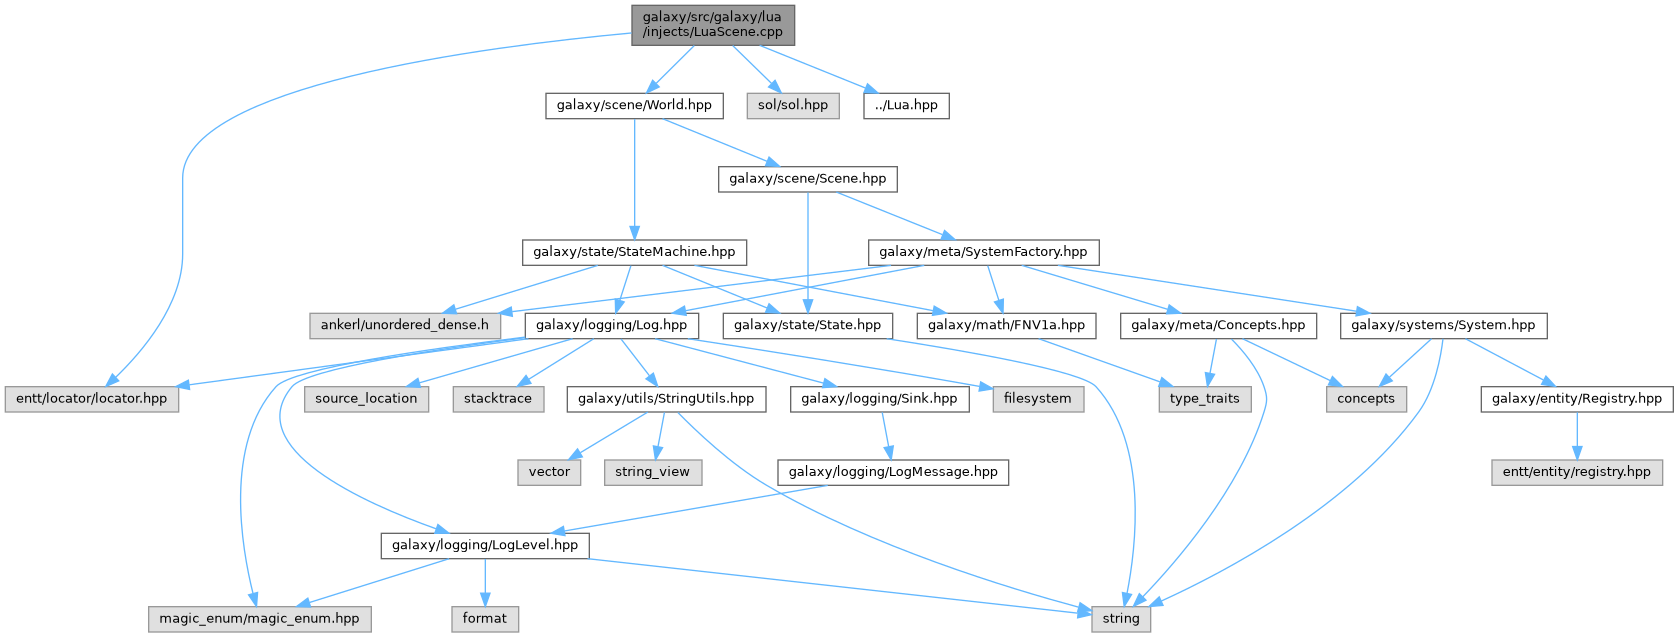 galaxy/src/galaxy/lua
/injects/LuaScene.cpp
galaxy/scene/World.hpp
sol/sol.hpp
../Lua.hpp
galaxy/scene/Scene.hpp
galaxy/state/StateMachine.hpp
galaxy/meta/SystemFactory.hpp
ankerl/unordered_dense.h
galaxy/logging/Log.hpp
galaxy/state/State.hpp
galaxy/math/FNV1a.hpp
galaxy/meta/Concepts.hpp
galaxy/systems/System.hpp
entt/locator/locator.hpp
source_location
stacktrace
galaxy/utils/StringUtils.hpp
galaxy/logging/Sink.hpp
filesystem
type_traits
concepts
galaxy/entity/Registry.hpp
vector
string_view
galaxy/logging/LogMessage.hpp
entt/entity/registry.hpp
galaxy/logging/LogLevel.hpp
magic_enum/magic_enum.hpp
format
string